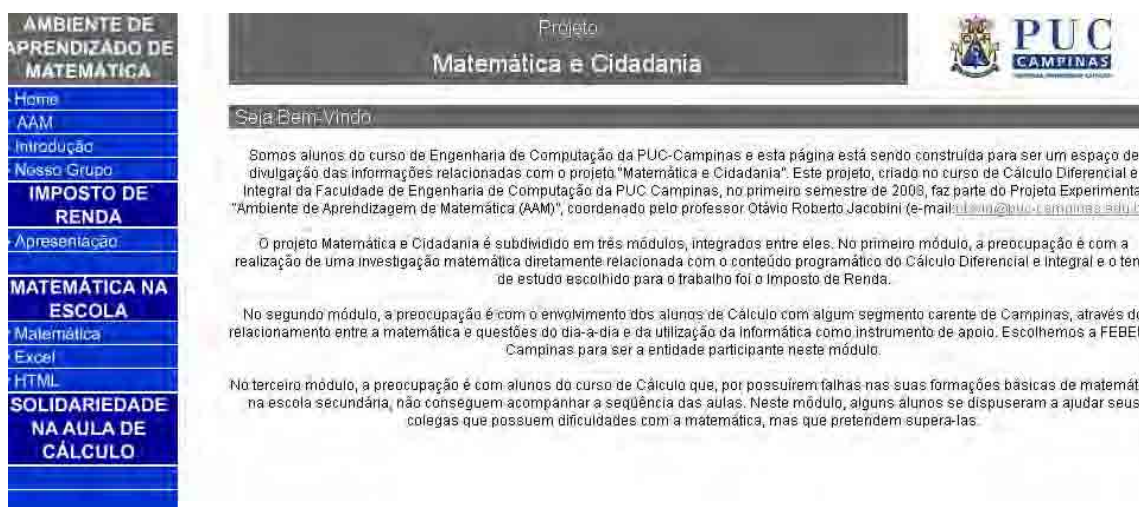 AMBIENTE DE
APRENDIZADO DE
MATEMÁTICA
Home
AAM
Introdução
Nosso Grupo
IMPOSTO DE
RENDA
Apresentação
MATEMÁTICA NA
ESCOLA
Matemática
Excel
HTML
SOLIDARIEDADE
NA AULA DE
CÁLCULO
Projeto
Matemática e Cidadania
PUC
CAMPINAS
Seja Bem-Vindo
Somos alunos do curso de Engenharia de Computação da PUC-Campinas e esta página está sendo construída para ser um espaço de
divulgação das informações relacionadas com o projeto "Matemática e Cidadania". Este projeto, criado no curso de Cálculo Diferencial e
Integral da Faculdade de Engenharia de Computação da PUC Campinas, no primeiro semestre de 2003, faz parte do Projeto Experimenta
"Ambiente de Aprendizagem de Matemática (AAM)", coordenado pelo professor Otávio Roberto Jacobini (e-mail:
O projeto Matemática e Cidadania é subdividido em três módulos, integrados entre eles. No primeiro módulo, a preocupação é com a
realização de uma investigação matemática diretamente relacionada com o conteúdo programático do Cálculo Diferencial e Integral e o tem
de estudo escolhido para o trabalho foi o Imposto de Renda.
No segundo módulo, a preocupação é com o envolvimento dos alunos de Cálculo com algum segmento carente de Campinas, através do
relacionamento entre a matemática e questões do dia-a-dia e da utilização da Informática como instrumento de apoio. Escolhemos a FEBE
Campinas para ser a entidade participante neste módulo.
No terceiro módulo, a preocupação é com alunos do curso de Cálculo que, por possuírem falhas nas suas formações básicas de matemát
na escola secundária, não conseguem acompanhar a seqüência das aulas. Neste módulo, alguns alunos se dispuseram a ajudar seus
colegas que possuem dificuldades com a matemática, mas que pretendem supera-las.